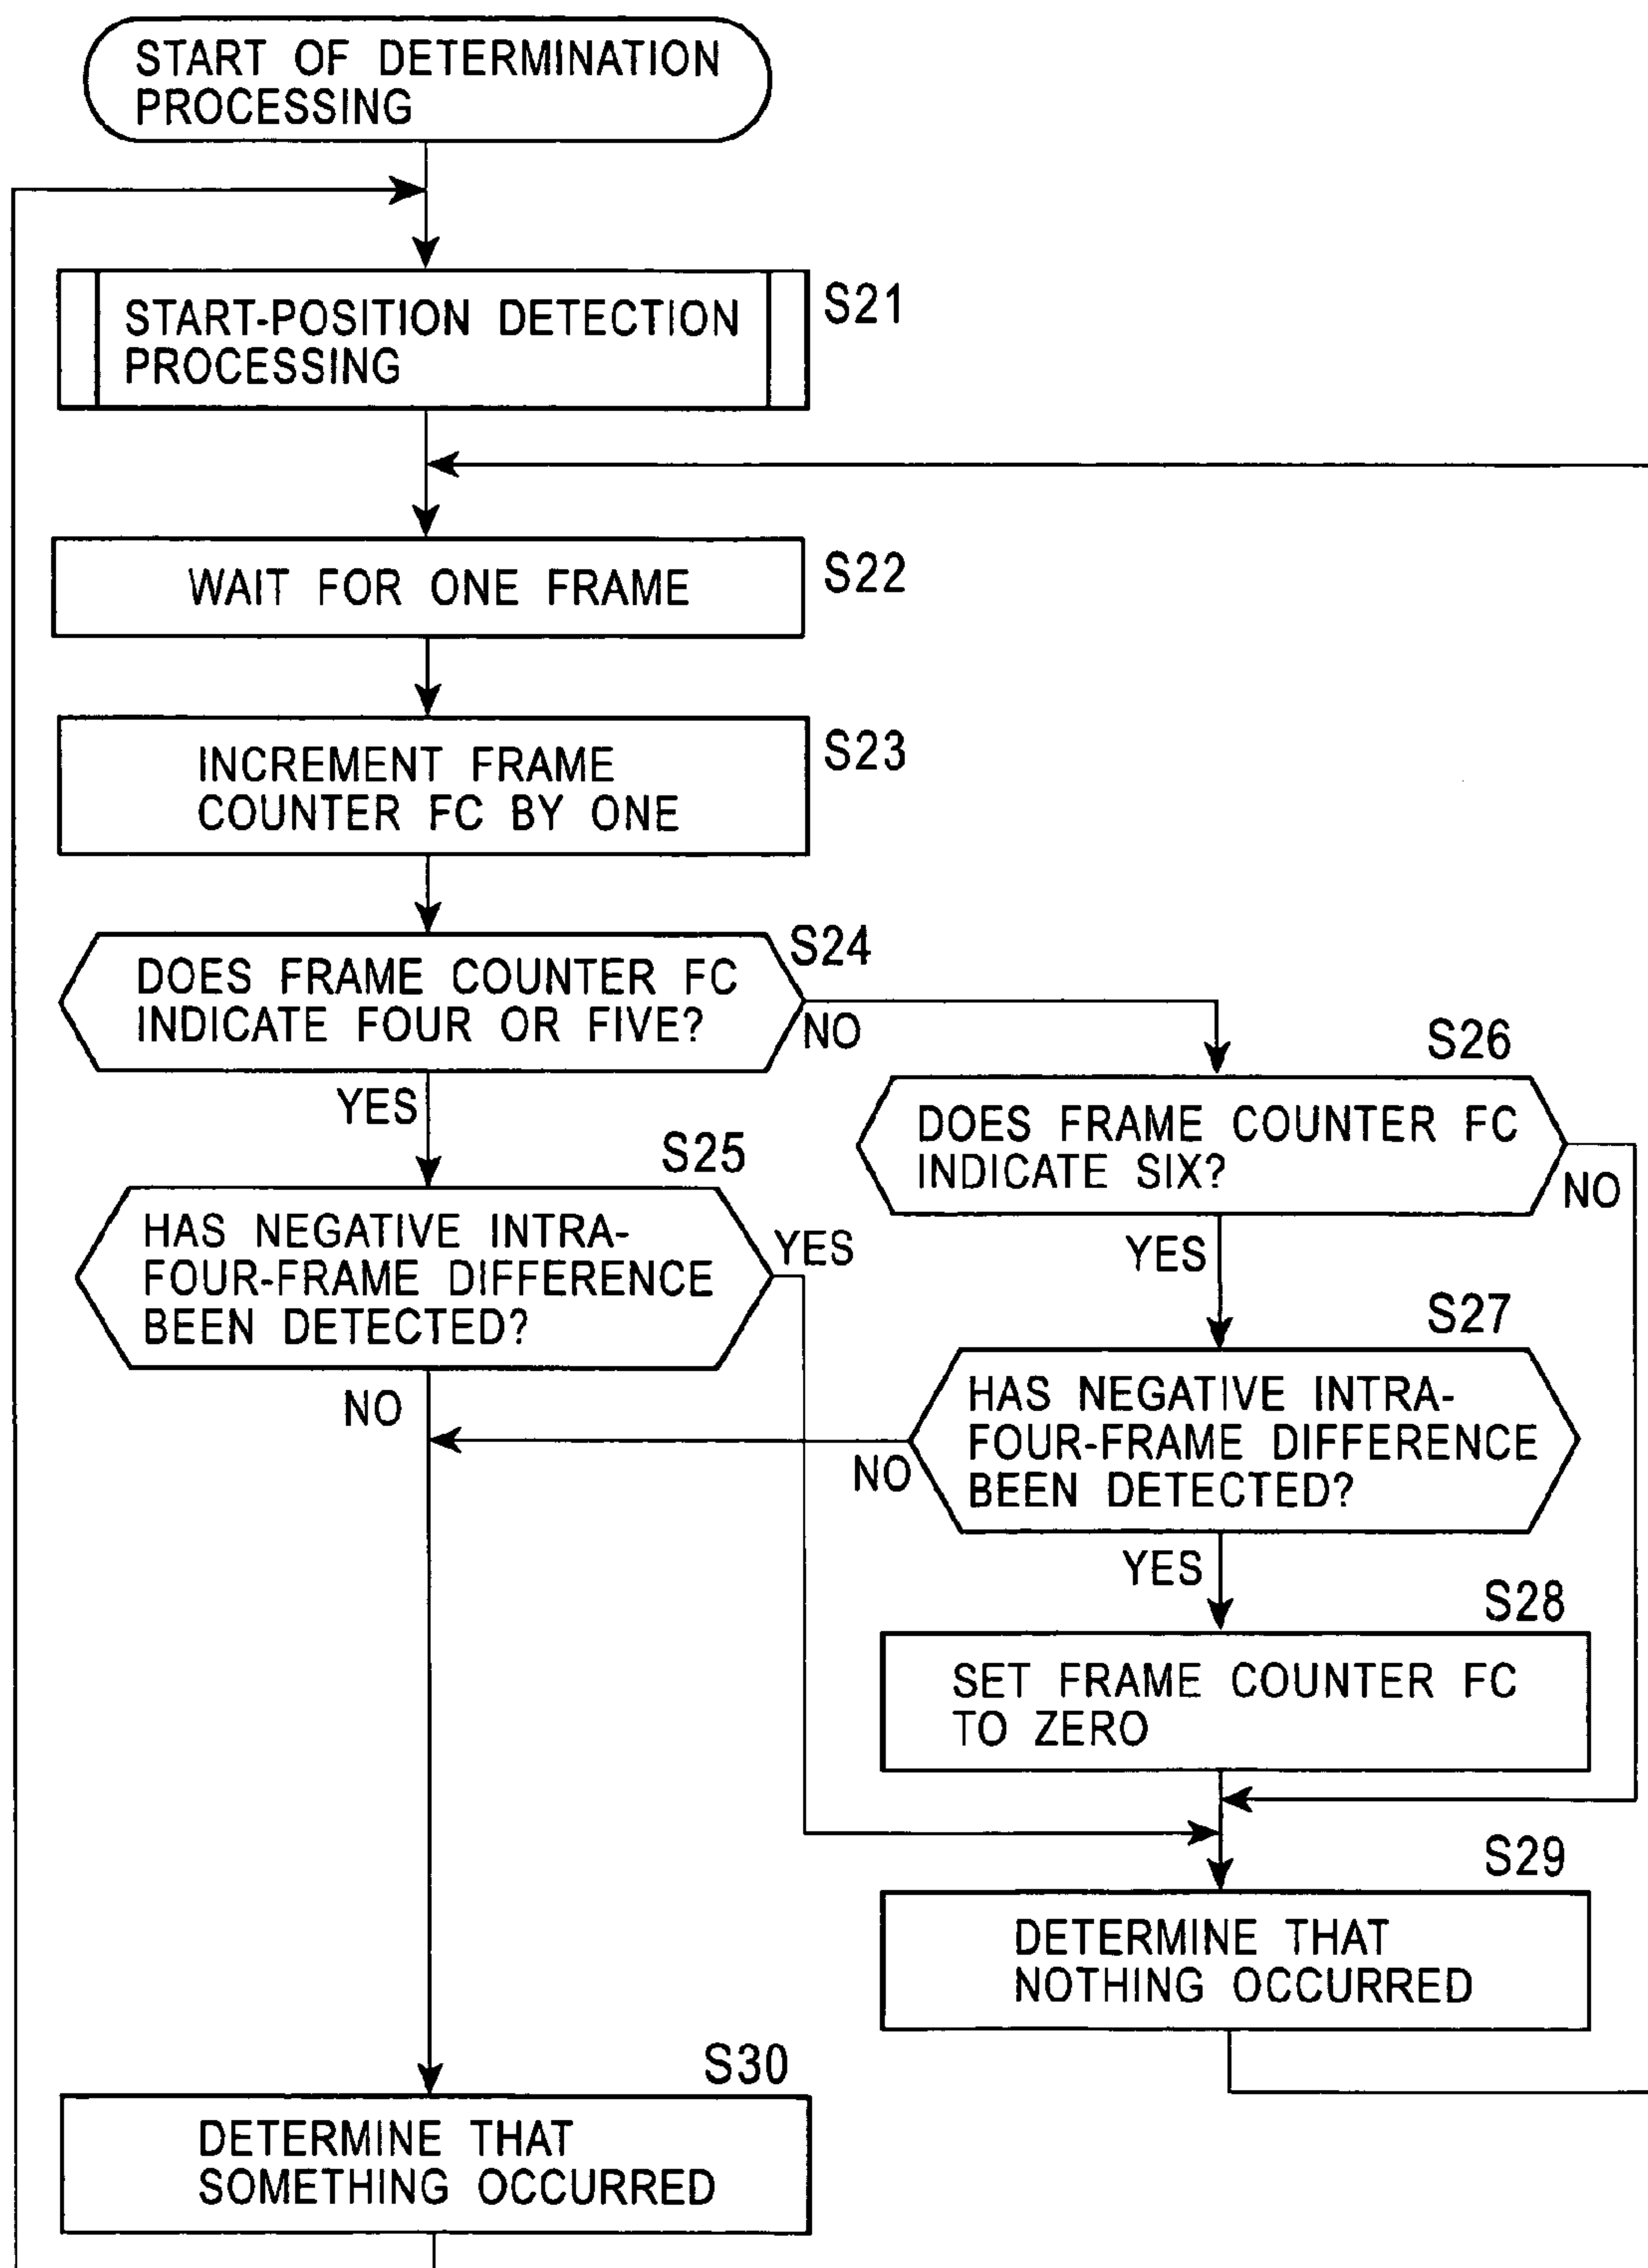 START OF DETERMINATION
PROCESSING
START-POSITION DETECTION
PROCESSING
S21
WAIT FOR ONE FRAME
S22
INCREMENT FRAME
COUNTER FC BY ONE
S23
DOES FRAME COUNTER FC
INDICATE FOUR OR FIVE?
S24
NO
YES
S26
DOES FRAME COUNTER FC
INDICATE SIX?
NO
YES
S25
HAS NEGATIVE INTRA-
FOUR-FRAME DIFFERENCE
BEEN DETECTED?
YES
NO
S27
HAS NEGATIVE INTRA-
FOUR-FRAME DIFFERENCE
BEEN DETECTED?
NO
YES
S28
SET FRAME COUNTER FC
TO ZERO
S29
DETERMINE THAT
NOTHING OCCURRED
S30
DETERMINE THAT
SOMETHING OCCURRED